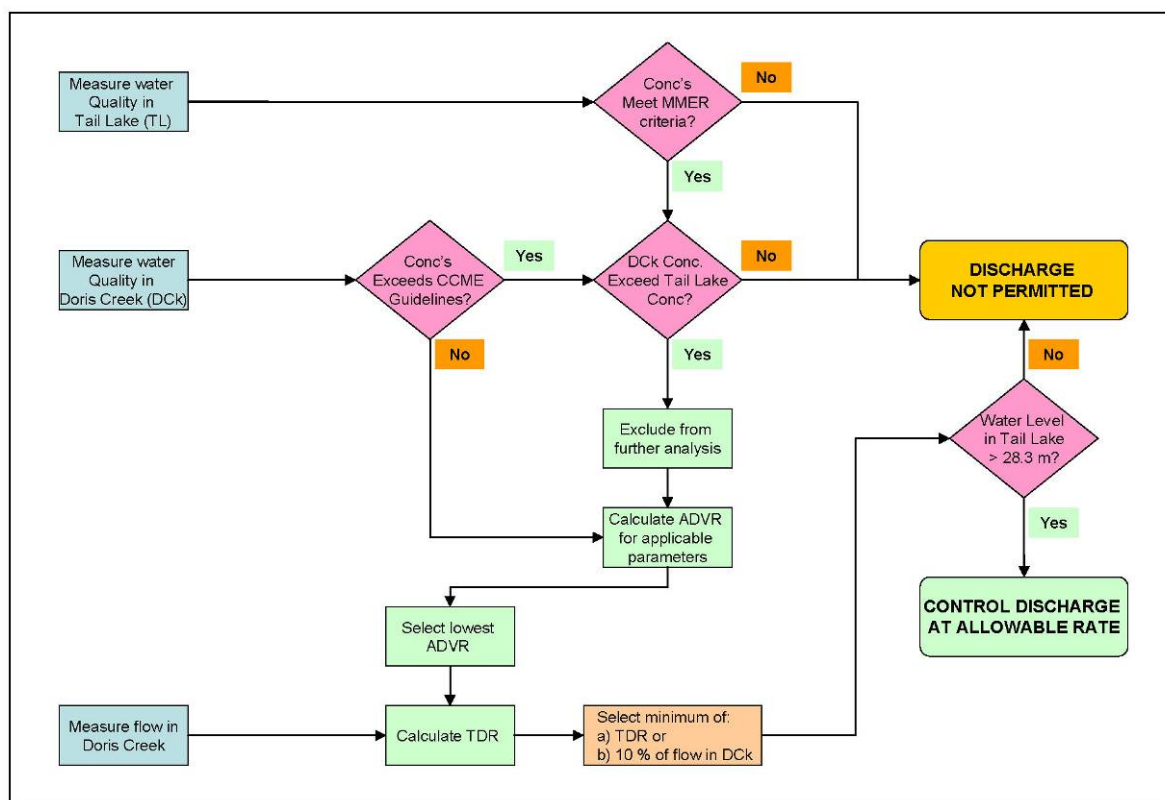 Measure water
Quality in
Tail Lake (TL)
Conc's
Meet MMER
criteria?
No
Yes
Measure water
Quality in
Doris Creek (DCk)
Conc's
Exceeds CCME
Guidelines?
Yes
No
DCk Conc.
Exceed Tail Lake
Conc?
No
Yes
DISCHARGE
NOT PERMITTED
No
Exclude from
further analysis
Water Level
in Tail Lake
> 28.3 m?
Yes
Calculate ADVR
for applicable
parameters
CONTROL DISCHARGE
AT ALLOWABLE RATE
Select lowest
ADVR
Measure flow in
Doris Creek
Calculate TDR
Select minimum of:
a) TDR or
b) 10 % of flow in DCk